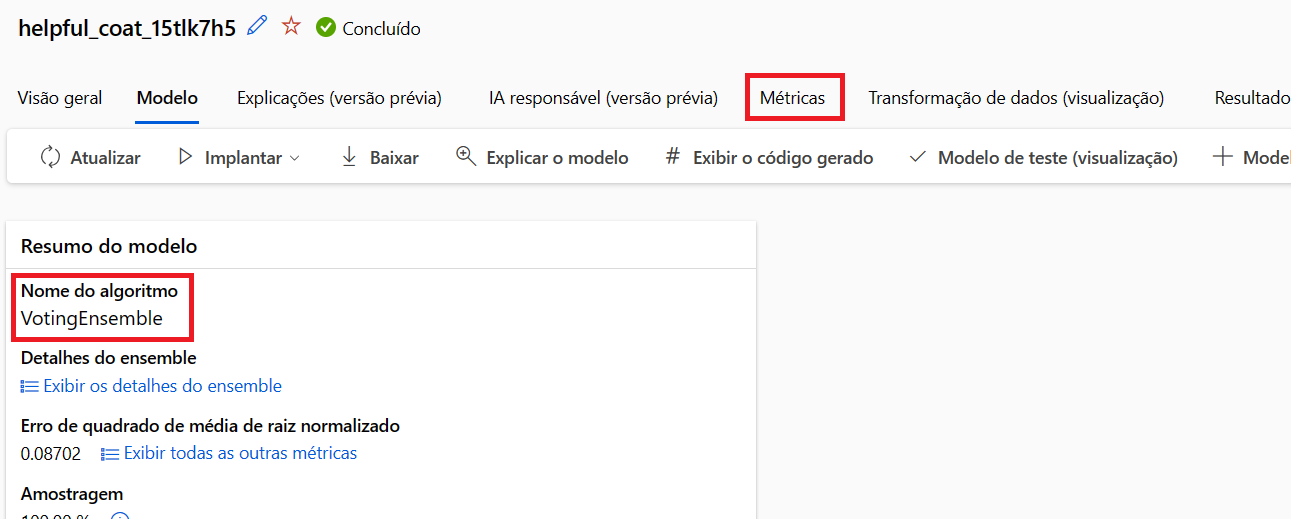 helpful_coat_15tlk7h5 Concluído
Visão geral Modelo Explicações (versão prévia) IA responsável (versão prévia) Métricas Transformação de dados (visualização) Resultado
Atualizar Implantar Baixar Explicar o modelo Exibir o código gerado Modelo de teste (visualização) Model
Resumo do modelo
Nome do algoritmo
VotingEnsemble
Detalhes do ensemble
Exibir os detalhes do ensemble
Erro de quadrado de média de raiz normalizado
0.08702 Exibir todas as outras métricas
Amostragem
100.00 %